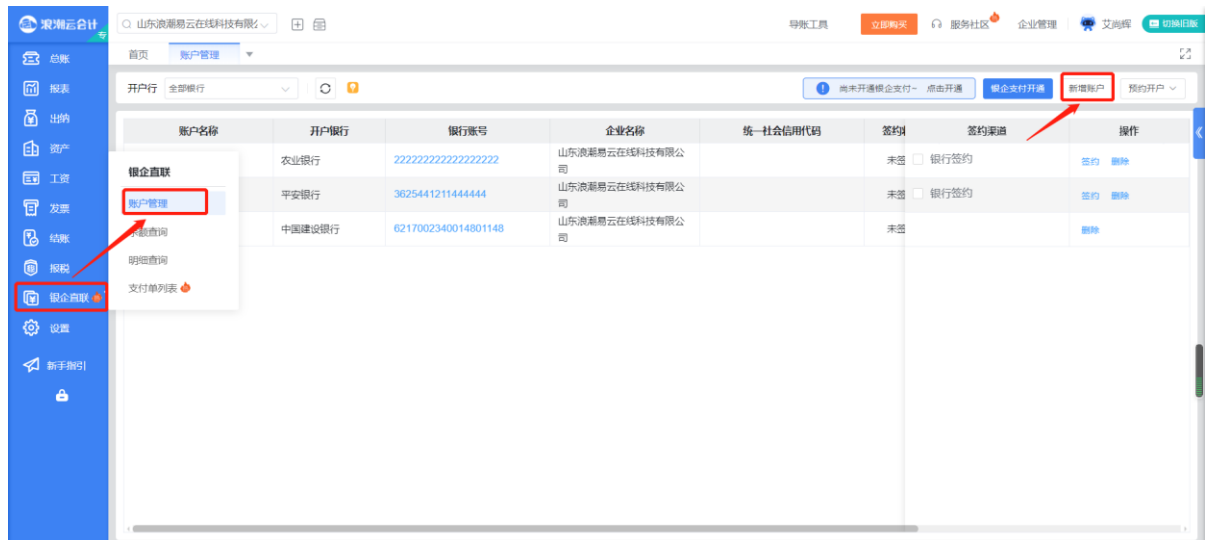 浪潮云会计
专
山东浪潮易云在线科技有限公
导账工具
立即购买
服务社区
企业管理
艾尚辉
切换旧版
总账
首页
账户管理
报表
开户行
全部银行
尚未开通银企支付~ 点击开通
银企支付开通
新增账户
预约开户
出纳
账户名称
开户银行
银行账号
企业名称
统一社会信用代码
签约
签约渠道
操作
资产
农业银行
222222222222222222
山东浪潮易云在线科技有限公
司
未签
银行签约
签约 删除
银企直联
工资
账户管理
平安银行
3625441211444444
山东浪潮易云在线科技有限公
司
未签
银行签约
签约 删除
发票
余额查询
中国建设银行
6217002340014801148
山东浪潮易云在线科技有限公
司
未签
删除
结账
明细查询
报税
支付单列表
银企直联
设置
新手指引